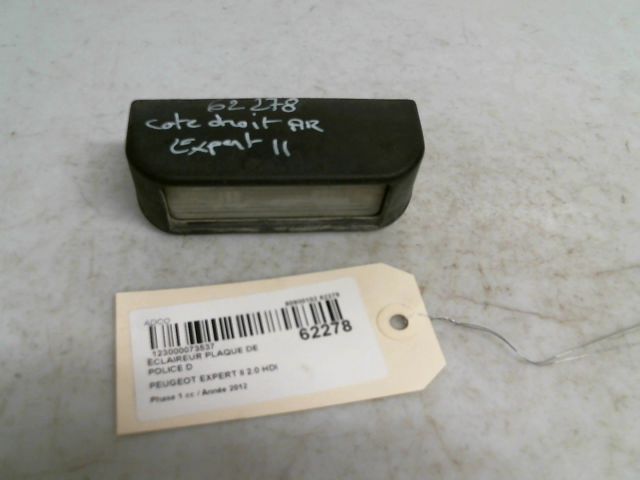 62278
cote droit AR
Expert II
ADCO
62278
123000073537
ECLAIREUR PLAQUE DE
POLICE D
PEUGEOT EXPERT II 2.0 HDI
Phase 1 cc / Année 2012